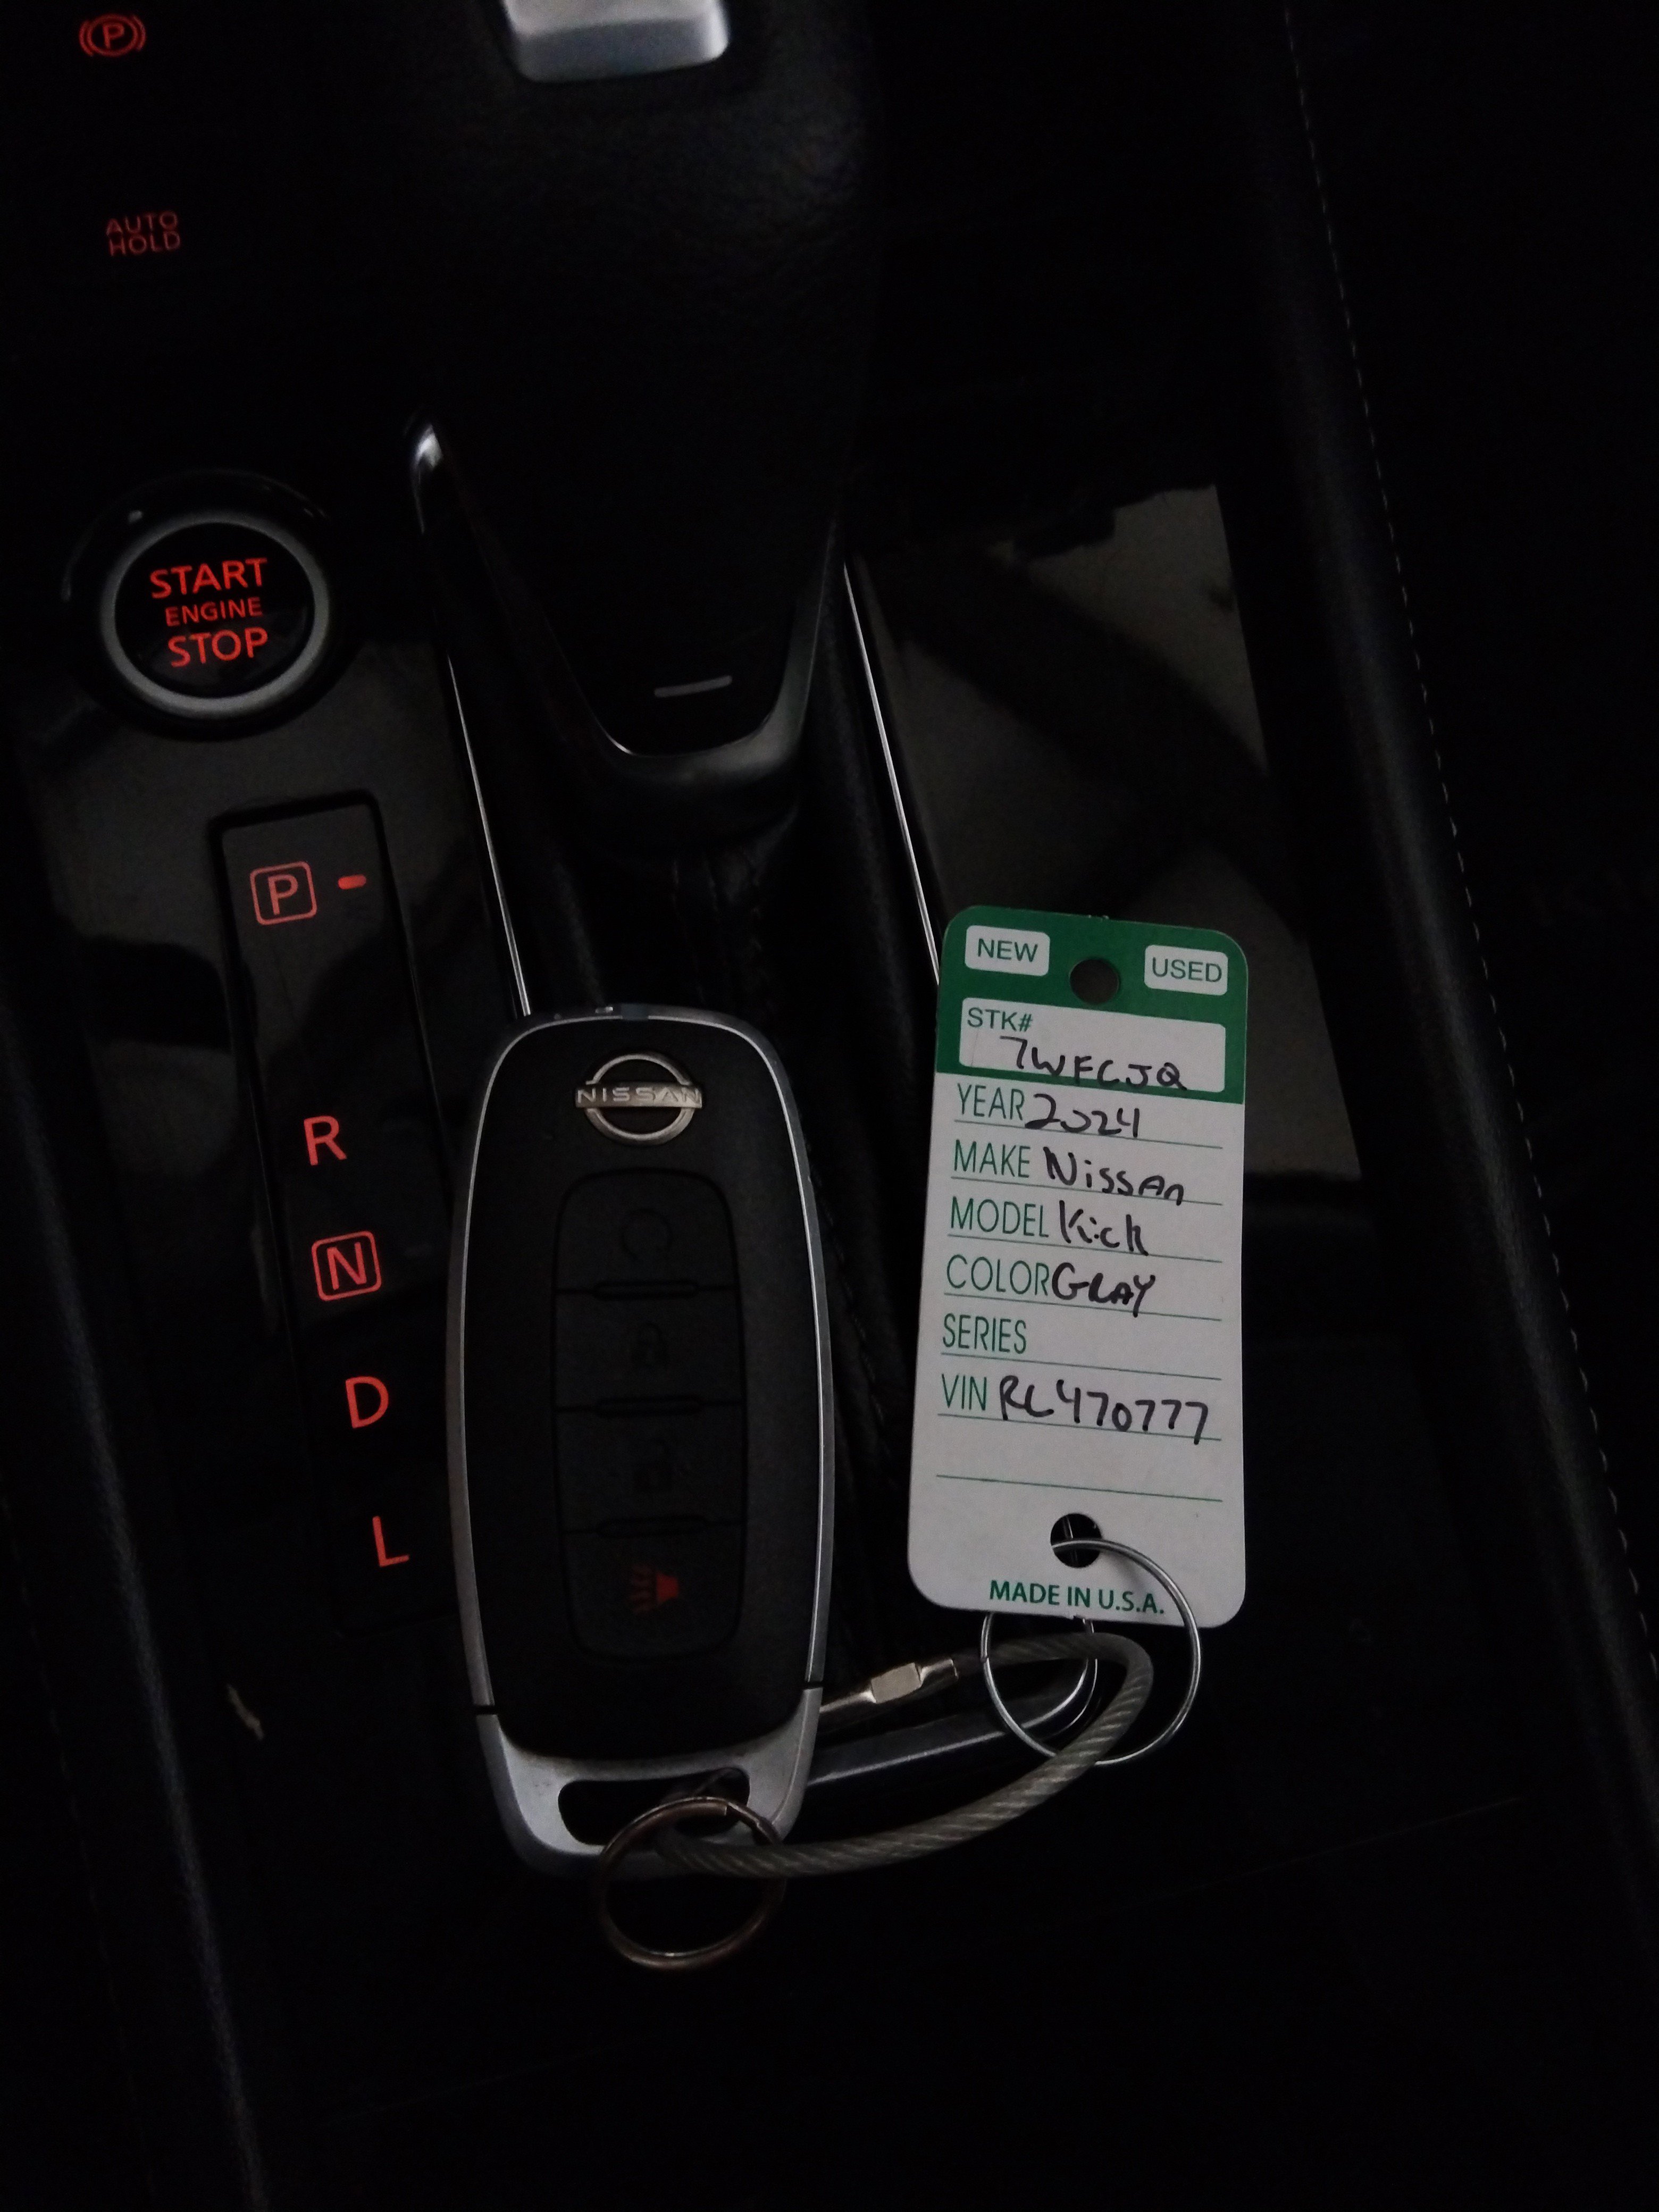 P
AUTO
HOLD
START
ENGINE
STOP
P
R
N
D
L
NISSAN
NEW USED
STK#
7WFCJQ
YEAR 2024
MAKE Nissan
MODEL Kick
COLOR GRAY
SERIES
VIN RL470777
MADE IN U.S.A.